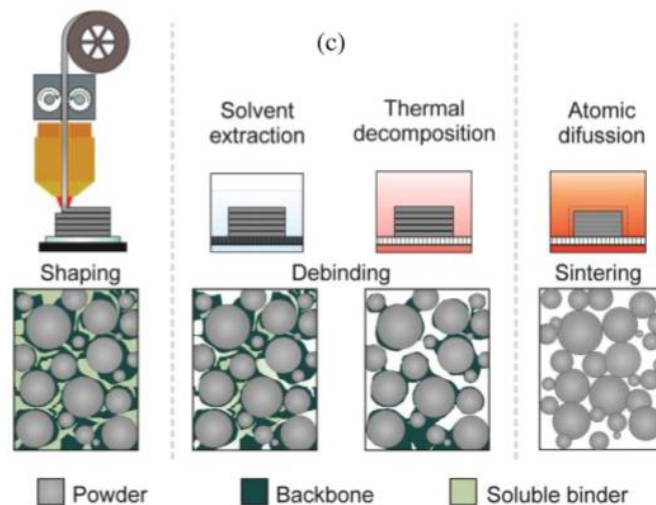 (c)
Solvent
extraction
Thermal
decomposition
Atomic
difussion
Shaping
Debinding
Sintering
Powder
Backbone
Soluble binder